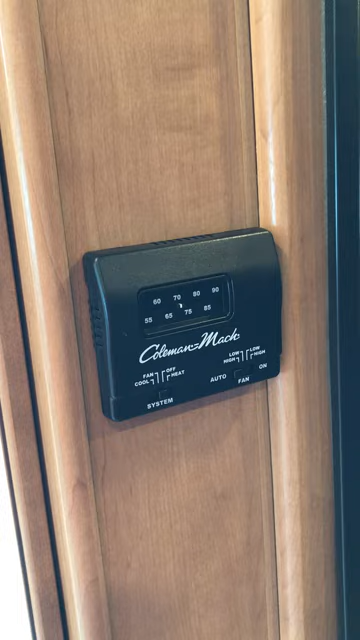 60 70 80 90
55 65 75 85
Coleman-Mach
FAN OFF LOW LOW
COOL HEAT HIGH HIGH
AUTO ON
SYSTEM FAN